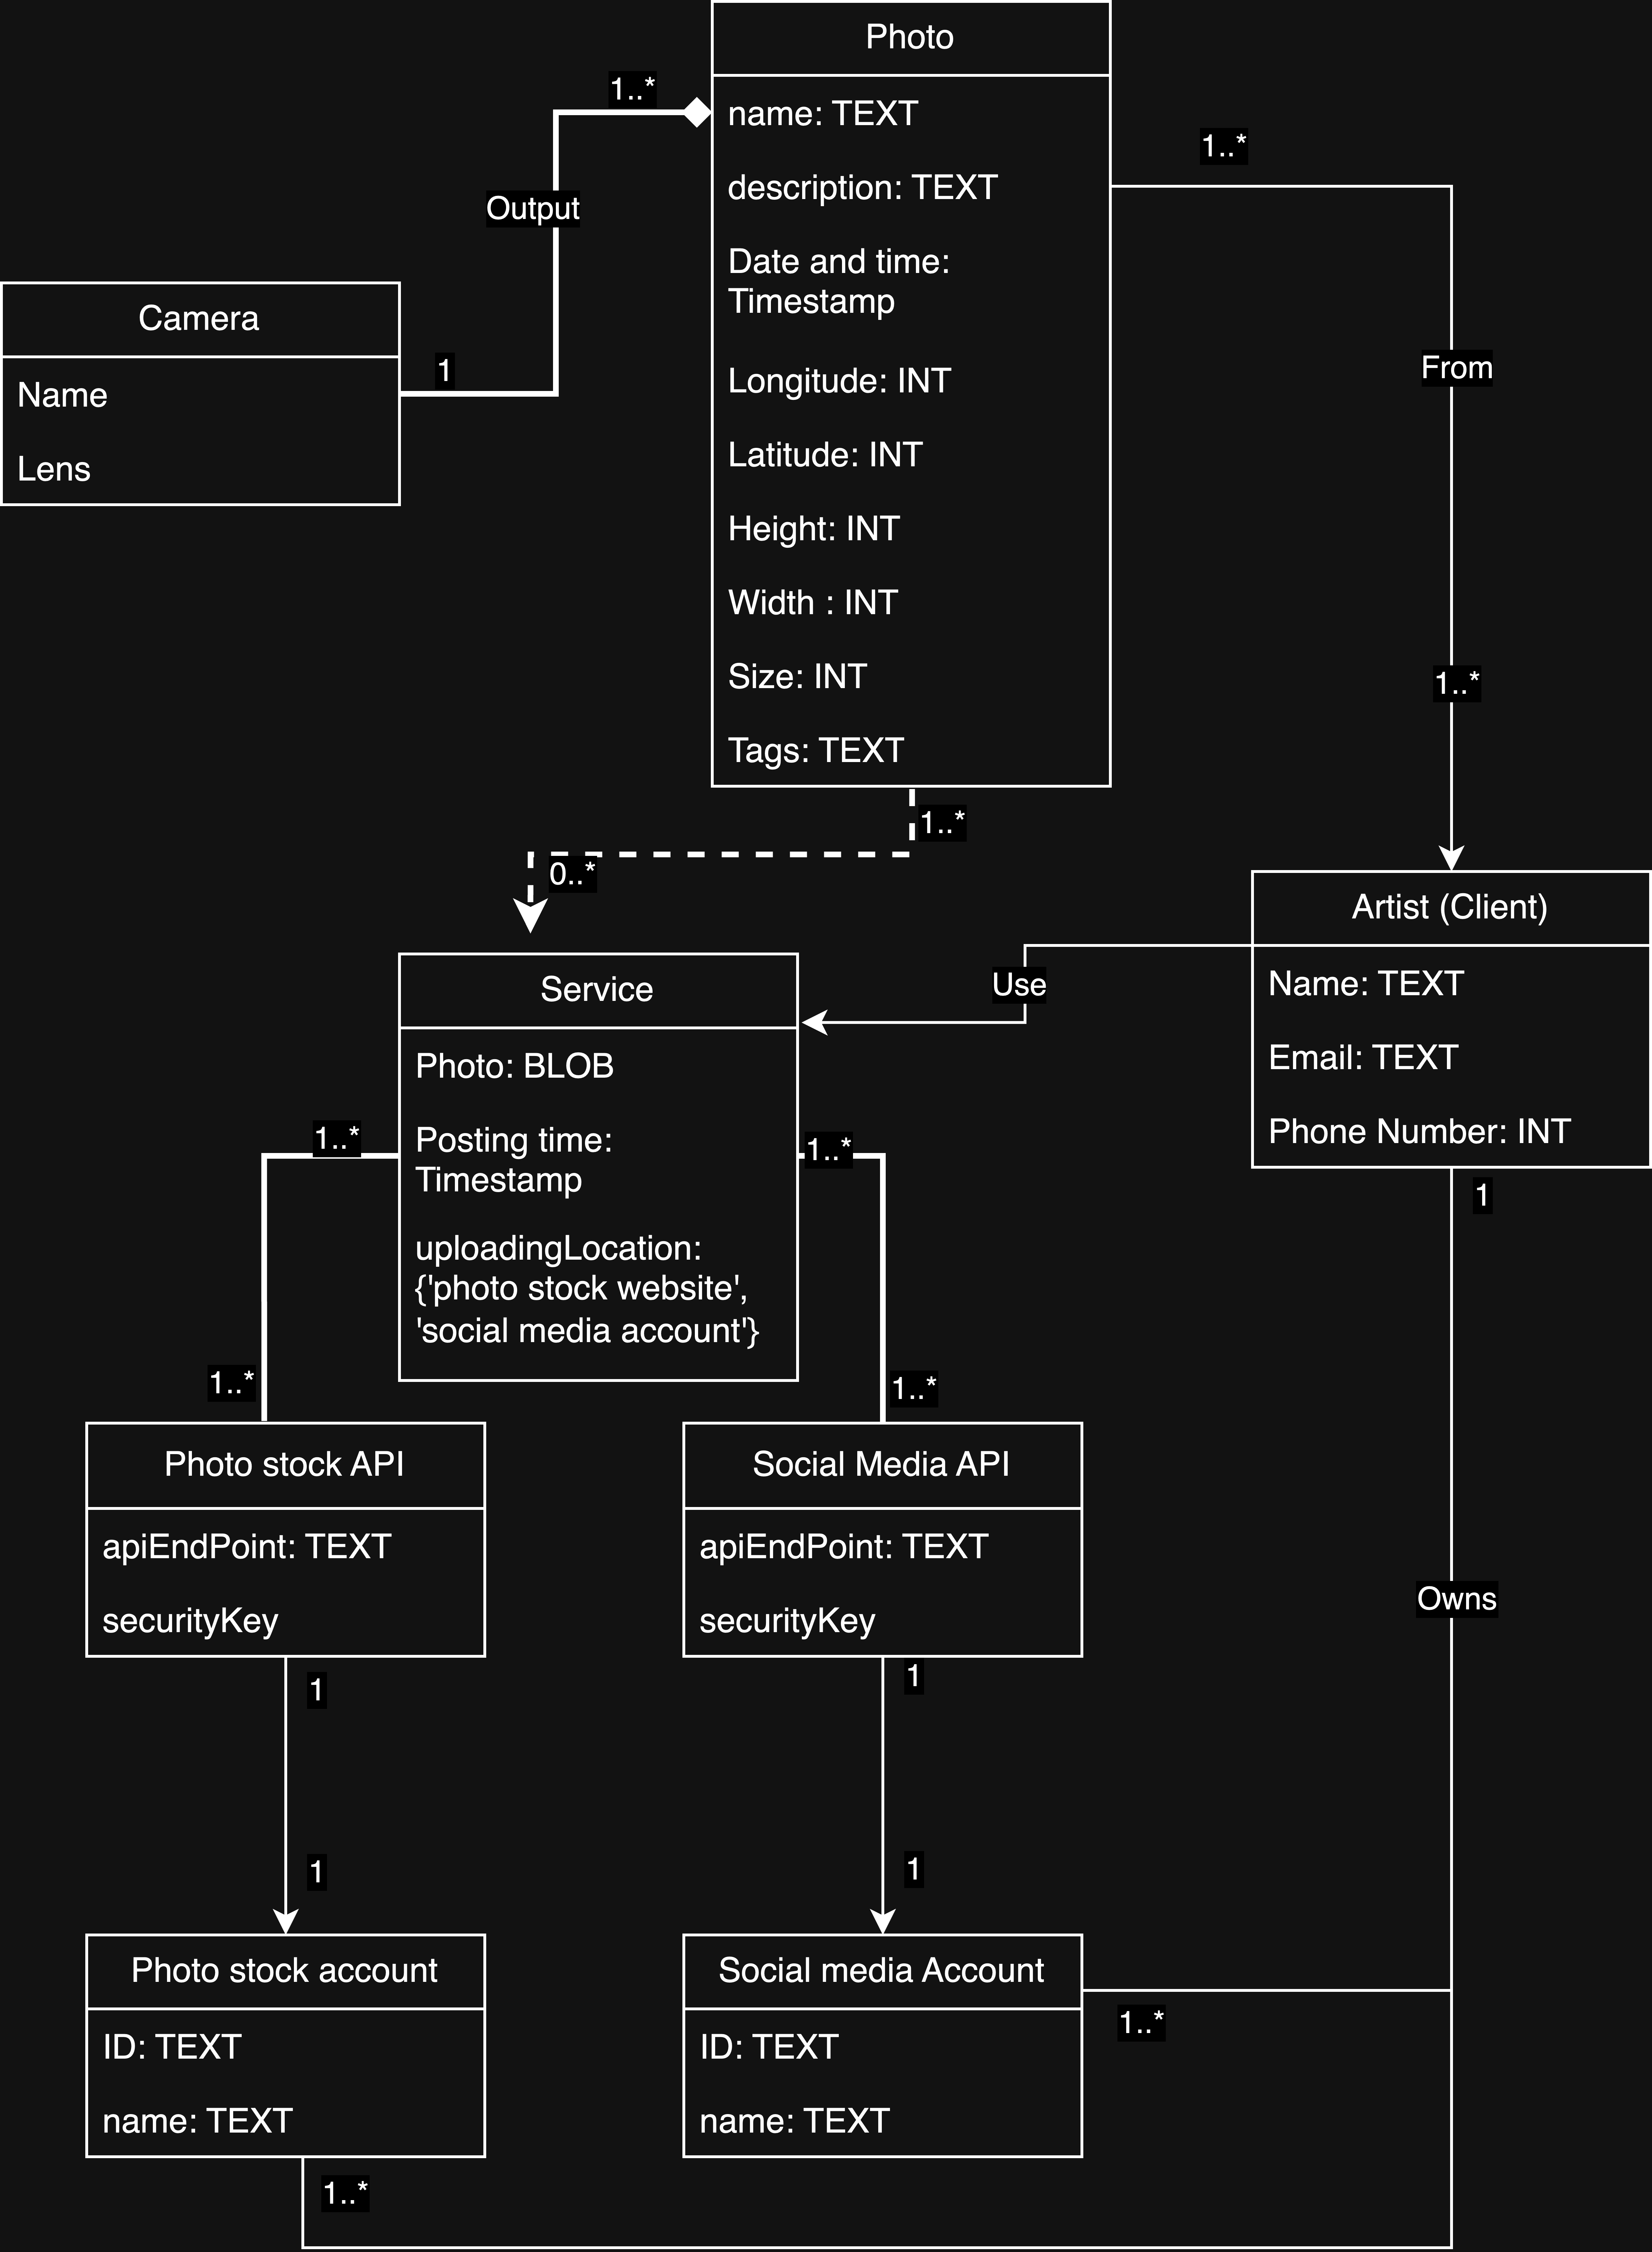 Photo
name: TEXT
description: TEXT
Date and time:
Timestamp
Longitude: INT
Latitude: INT
Height: INT
Width : INT
Size: INT
Tags: TEXT
1..*
Output
1
Camera
Name
Lens
1..*
From
1..*
1..*
0..*
Artist (Client)
Name: TEXT
Email: TEXT
Phone Number: INT
Use
Service
Photo: BLOB
Posting time:
Timestamp
uploadingLocation:
{'photo stock website',
'social media account'}
1..*
1..*
1
1..*
1..*
Photo stock API
apiEndPoint: TEXT
securityKey
Social Media API
apiEndPoint: TEXT
securityKey
Owns
1
1
1
1
Photo stock account
ID: TEXT
name: TEXT
Social media Account
ID: TEXT
name: TEXT
1..*
1..*